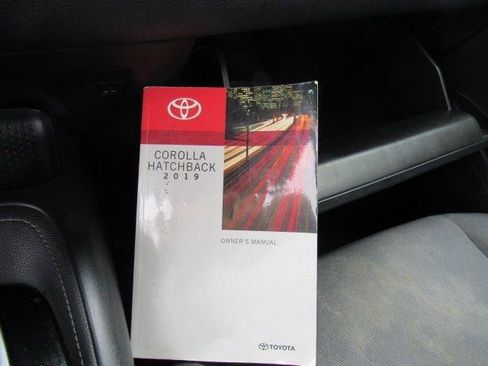 COROLLA
HATCHBACK
2019
OWNER'S MANUAL
TOYOTA